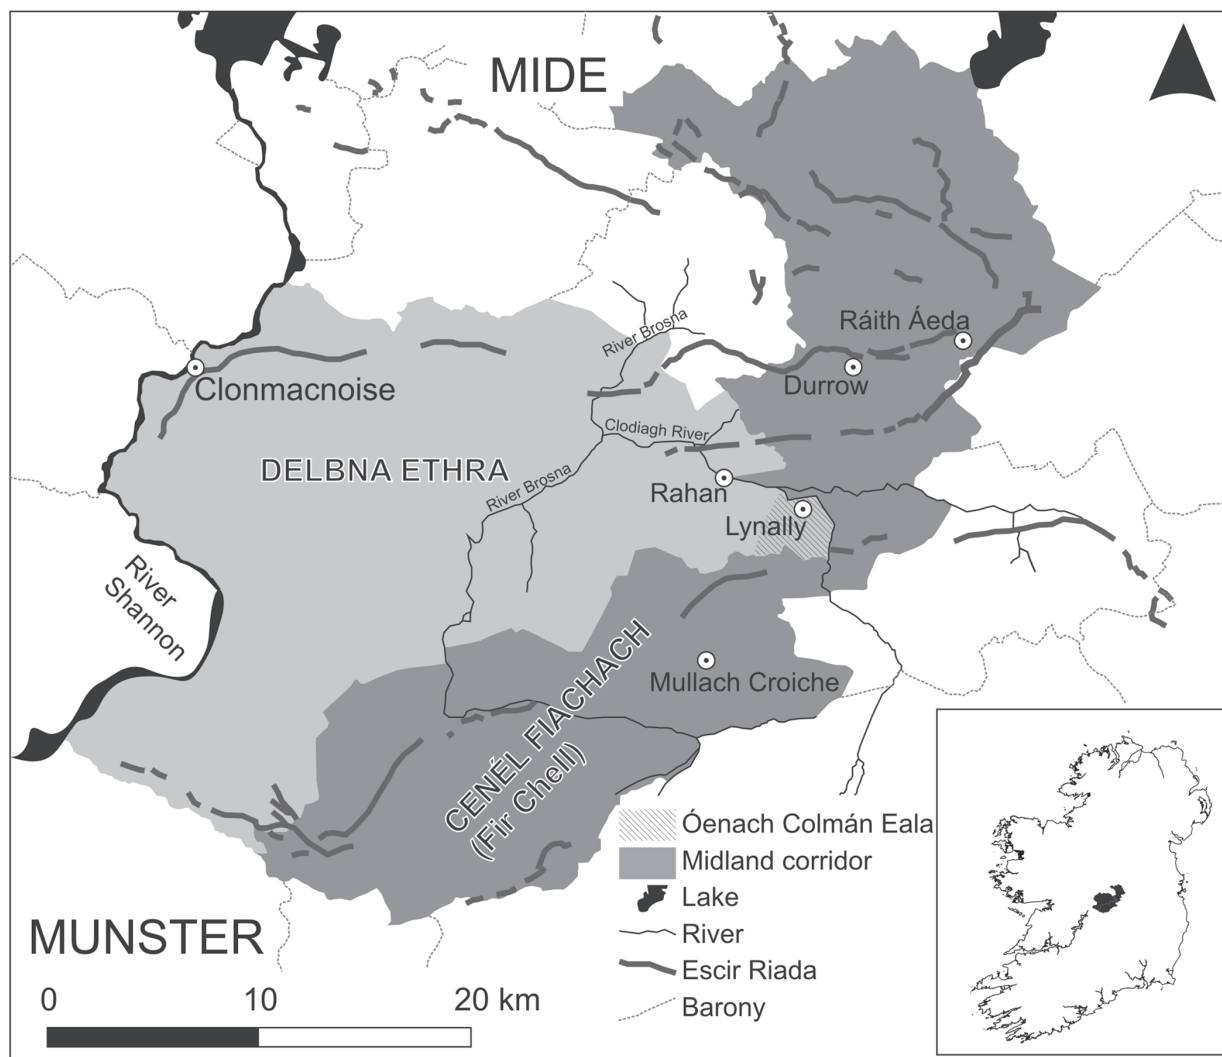 MIDE
River Brosna
Ráith Áeda
Durrow
Clonmacnoise
Clodiagh River
DELBNA ETHRA
River Brosna
Rahan
Lynally
River
Shannon
CENÉL FIACHACH
(Fir Chell)
Mullach Croiche
MUNSTER
Óenach Colmán Eala
Midland corridor
Lake
River
Escir Riada
Barony
0 10 20 km